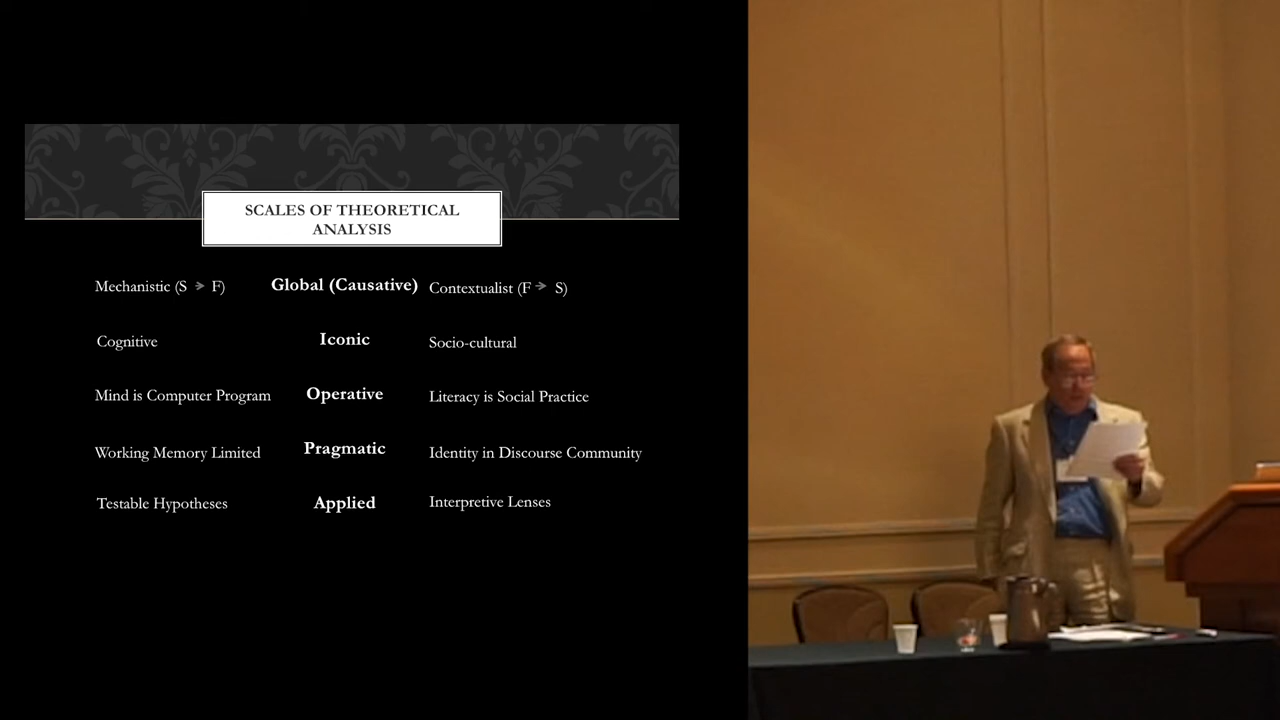 SCALES OF THEORETICAL
ANALYSIS
Mechanistic (S → F) Global (Causative) Contextualist (F → S)
Cognitive Iconic Socio-cultural
Mind is Computer Program Operative Literacy is Social Practice
Working Memory Limited Pragmatic Identity in Discourse Community
Testable Hypotheses Applied Interpretive Lenses